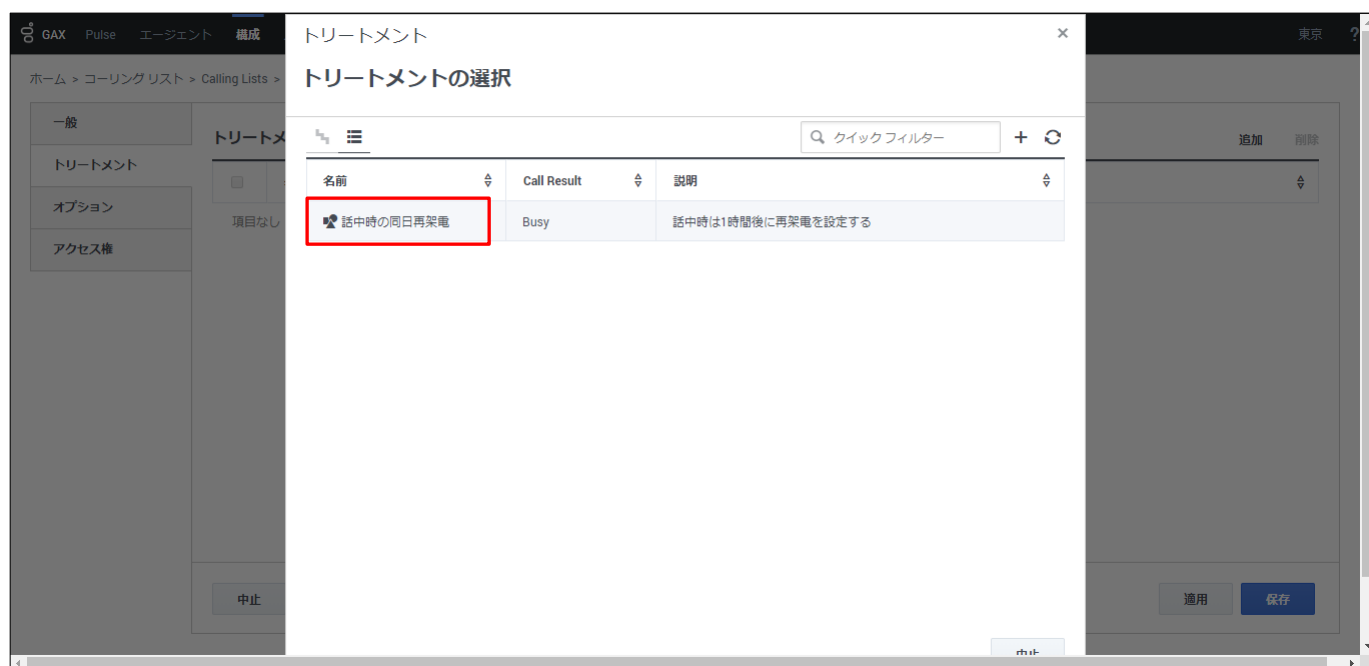 GAX Pulse エージェント 構成 東京 ?
ホーム > コーリング リスト > Calling Lists >
一般
トリートメント
オプション
アクセス権
トリートメ
追加 削除
項目なし
中止
適用 保存
トリートメント ×
トリートメントの選択
クイック フィルター
名前 Call Result 説明
話中時の同日再架電 Busy 話中時は1時間後に再架電を設定する
中止